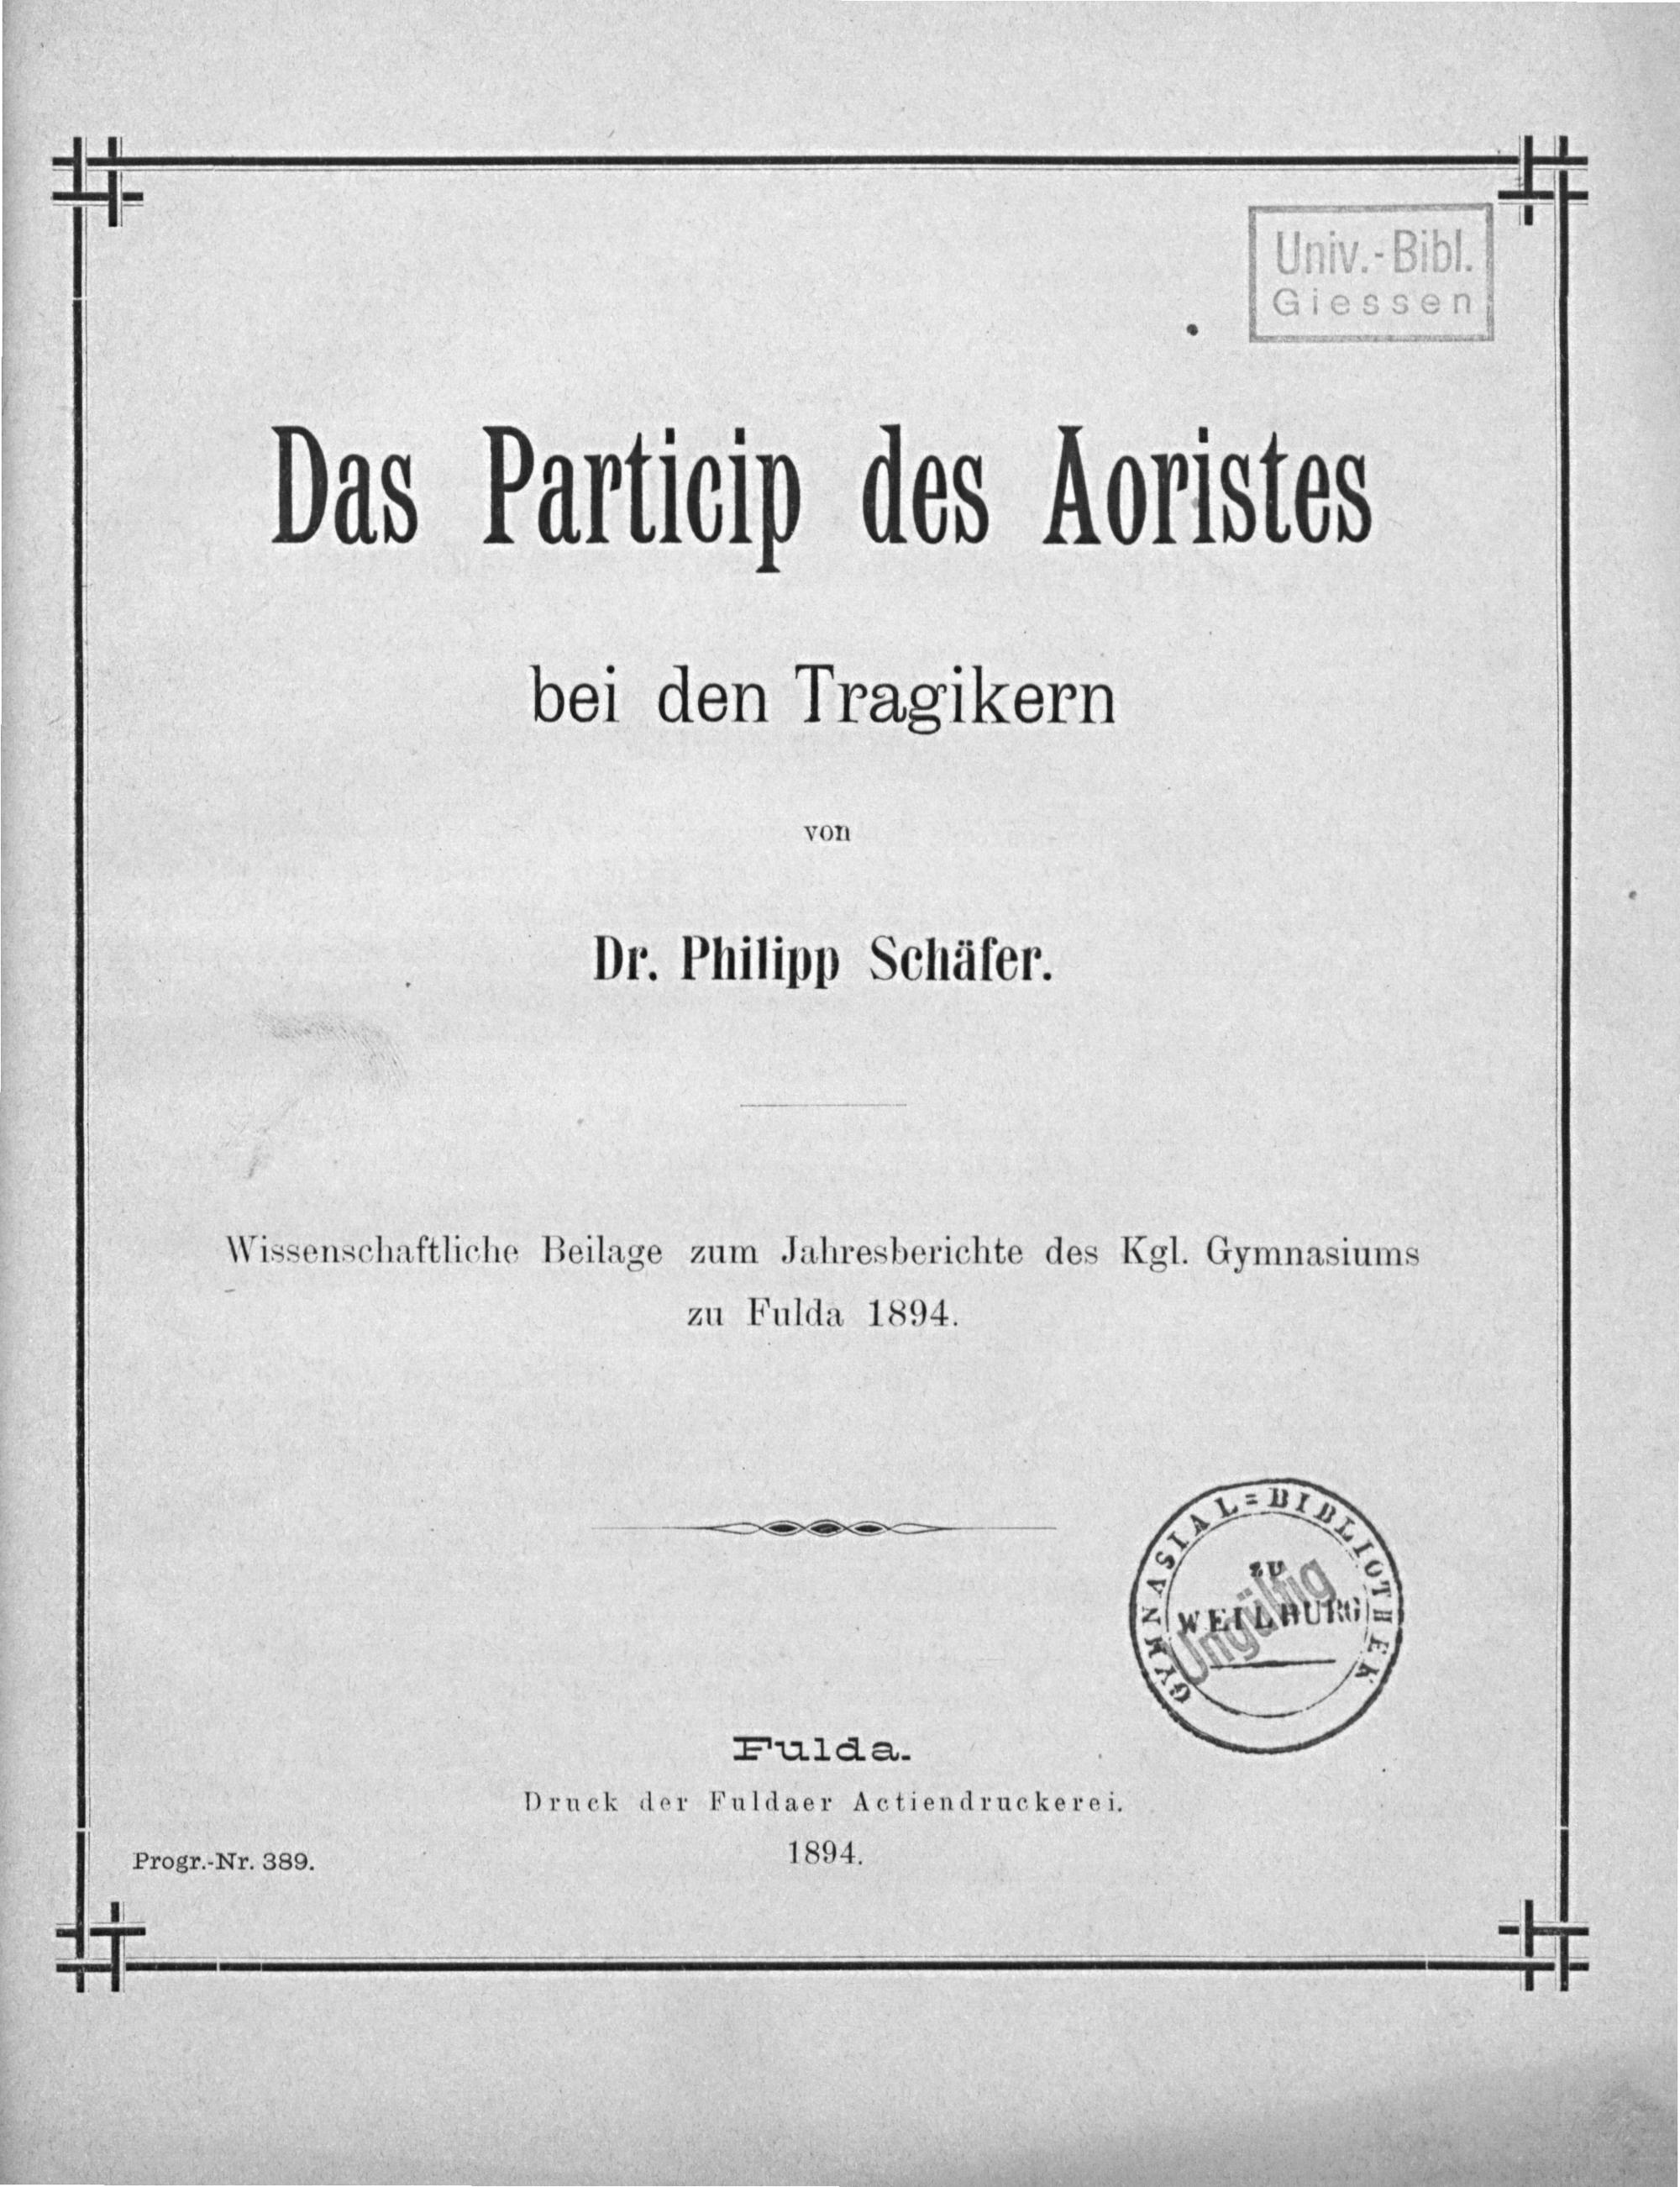 Univ.-Bibl.
Giessen
Das Particip des Aoristes
bei den Tragikern
von
Dr. Philipp Schäfer.
Wissenschaftliche Beilage zum Jahresberichte des Kgl. Gymnasiums
zu Fulda 1894.
GYMNASIAL=BIBLIOTHEK
zu
WEILBURG
Ungültig
Fulda.
Druck der Fuldaer Actiendruckerei.
1894.
Progr.-Nr. 389.